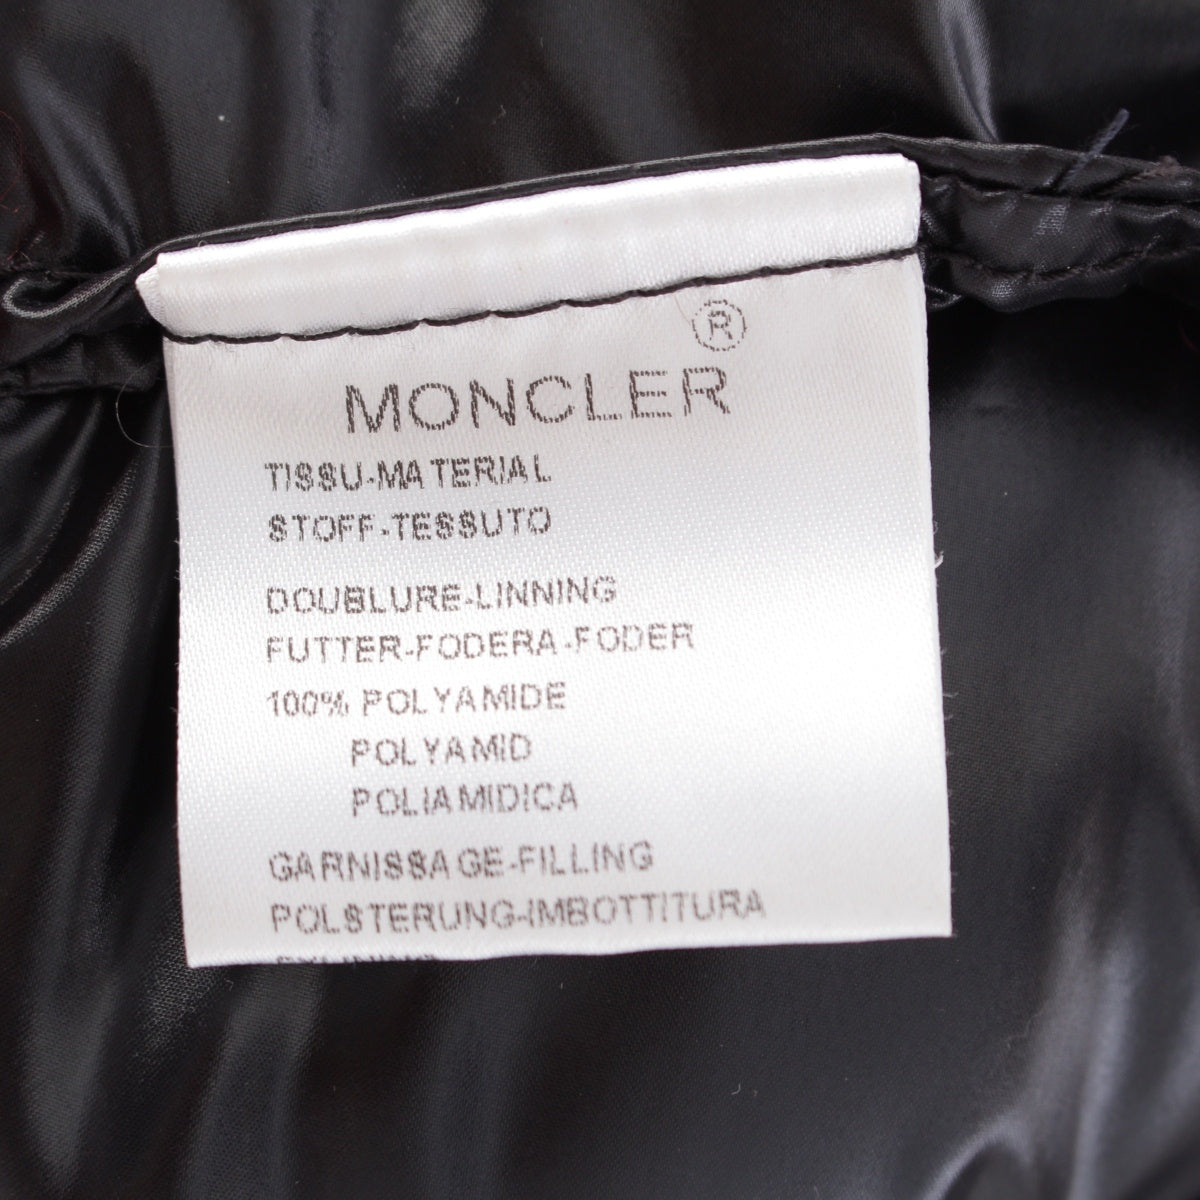 ®
MONCLER
TISSU-MATERIAL
STOFF-TESSUTO
DOUBLURE-LINNING
FUTTER-FODERA-FODER
100% POLYAMIDE
POLYAMID
POLIAMIDICA
GARNISSAGE-FILLING
POLSTERUNG-IMBOTTITURA